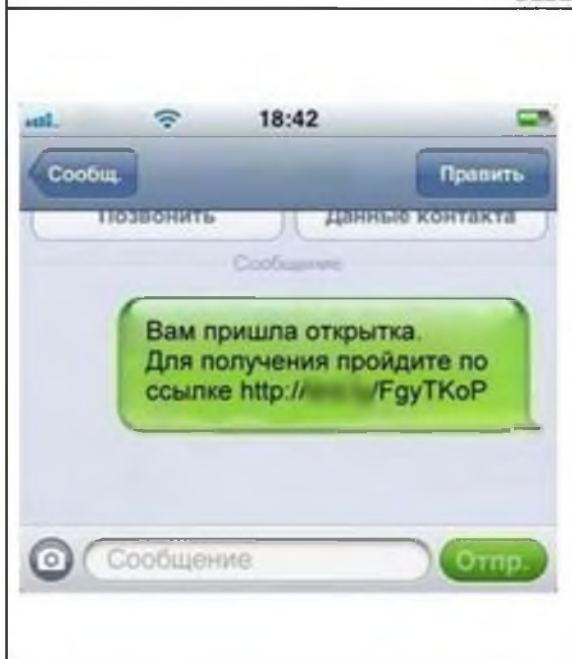 18:42
Сообщ.
Править
Позвонить
Данные контакта
Сообщение
Вам пришла открытка.
Для получения пройдите по
ссылке http:// /FgyTKoP
Сообщение
Отпр.